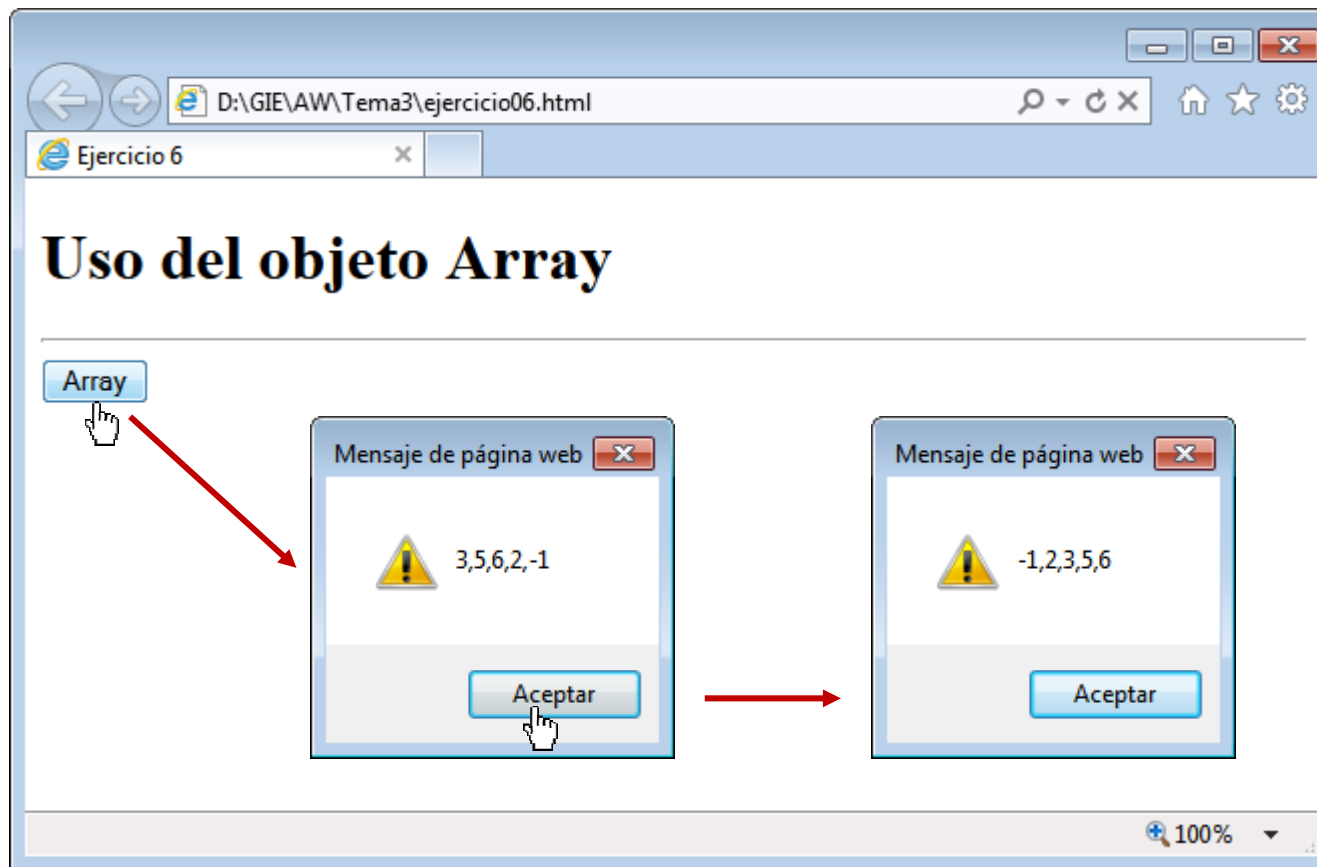 D:\GIE\AW\Tema3\ejercicio06.html
Ejercicio 6
Uso del objeto Array
Array
Mensaje de página web
3,5,6,2,-1
Aceptar
Mensaje de página web
-1,2,3,5,6
Aceptar
100%